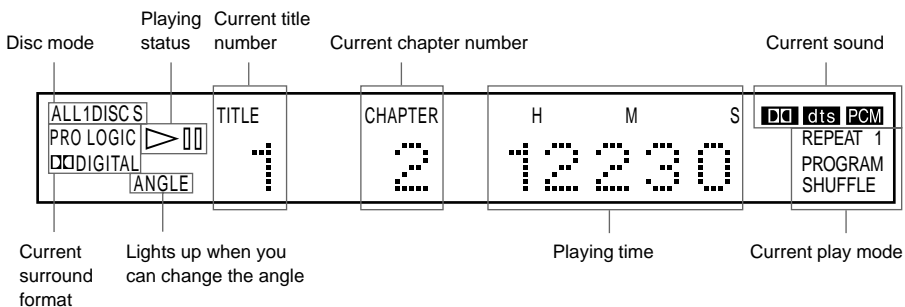 Playing status
Current title number
Disc mode
Current chapter number
Current sound
ALL1DISC S
TITLE
CHAPTER
H M S
DD dts PCM
PRO LOGIC
REPEAT 1
DIGITAL
1 2 12230
PROGRAM
ANGLE
SHUFFLE
Current surround format
Lights up when you can change the angle
Playing time
Current play mode